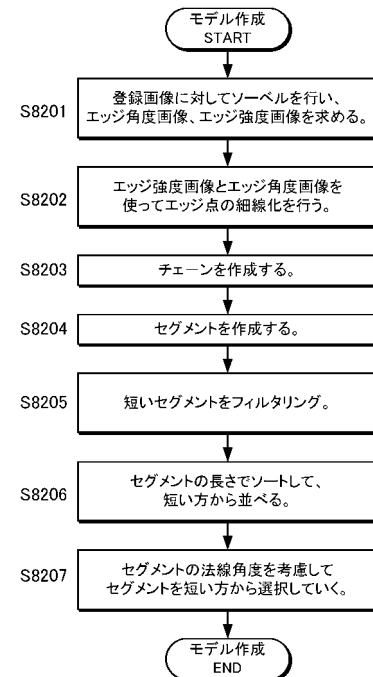 モデル作成
START
S8201
登録画像に対してソーベルを行い、
エッジ角度画像、エッジ強度画像を求める。
S8202
エッジ強度画像とエッジ角度画像を
使ってエッジ点の細線化を行う。
S8203
チェーンを作成する。
S8204
セグメントを作成する。
S8205
短いセグメントをフィルタリング。
S8206
セグメントの長さでソートして、
短い方から並べる。
S8207
セグメントの法線角度を考慮して
セグメントを短い方から選択していく。
モデル作成
END